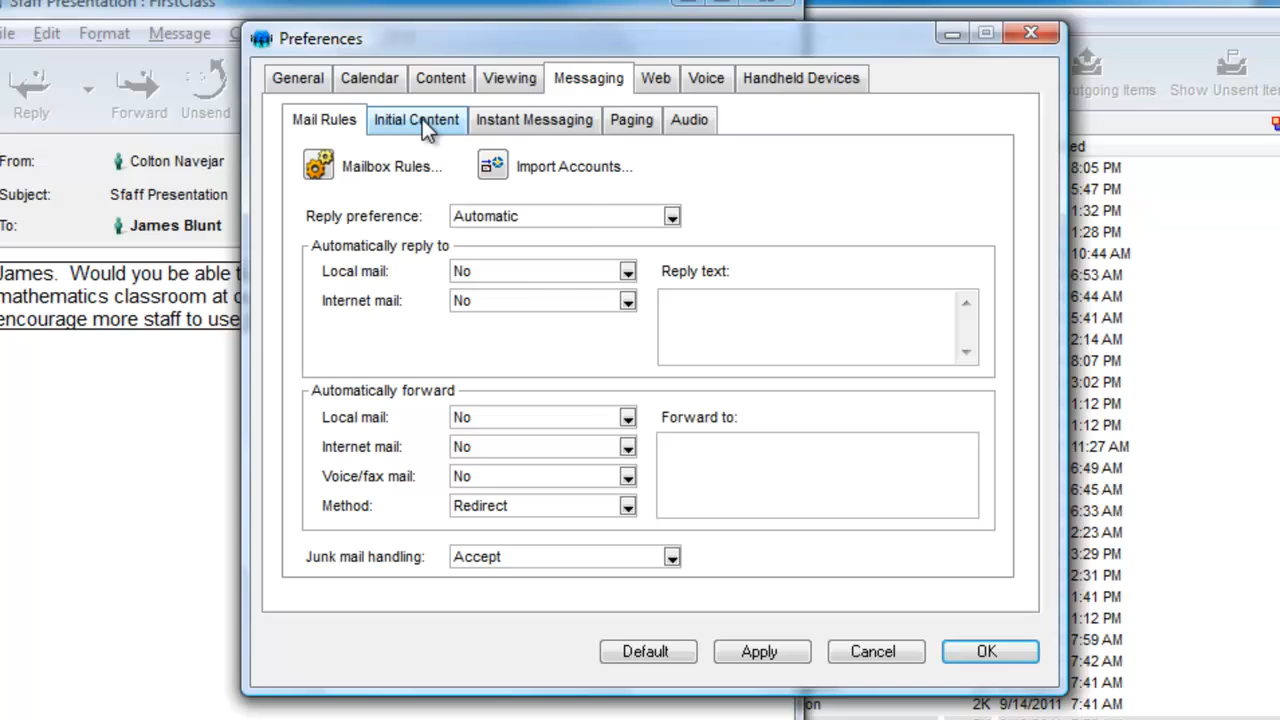 Staff Presentation : FirstClass
Preferences
ile Edit Format Message
General Calendar Content Viewing Messaging Web Voice Handheld Devices
Reply Forward Unsend
utgoing Items Show Unsent Iter
Mail Rules Initial Content Instant Messaging Paging Audio
From: Colton Navejar
Subject: Sfaff Presentation
To: James Blunt
James. Would you be able t
mathematics classroom at
encourage more staff to use
Mailbox Rules... Import Accounts...
Reply preference: Automatic
Automatically reply to
Local mail: No
Internet mail: No
Reply text:
Automatically forward
Local mail: No
Internet mail: No
Voice/fax mail: No
Method: Redirect
Forward to:
Junk mail handling: Accept
Default Apply Cancel OK
ed
8:05 PM
5:47 PM
1:32 PM
1:28 PM
10:44 AM
6:53 AM
6:44 AM
5:41 AM
2:14 AM
8:07 PM
3:02 PM
1:12 PM
1:12 PM
11:27 AM
6:49 AM
6:45 AM
6:33 AM
2:23 AM
3:29 PM
2:31 PM
1:41 PM
1:12 PM
7:59 AM
7:42 AM
7:41 AM
on 2K 9/14/2011 7:41 AM